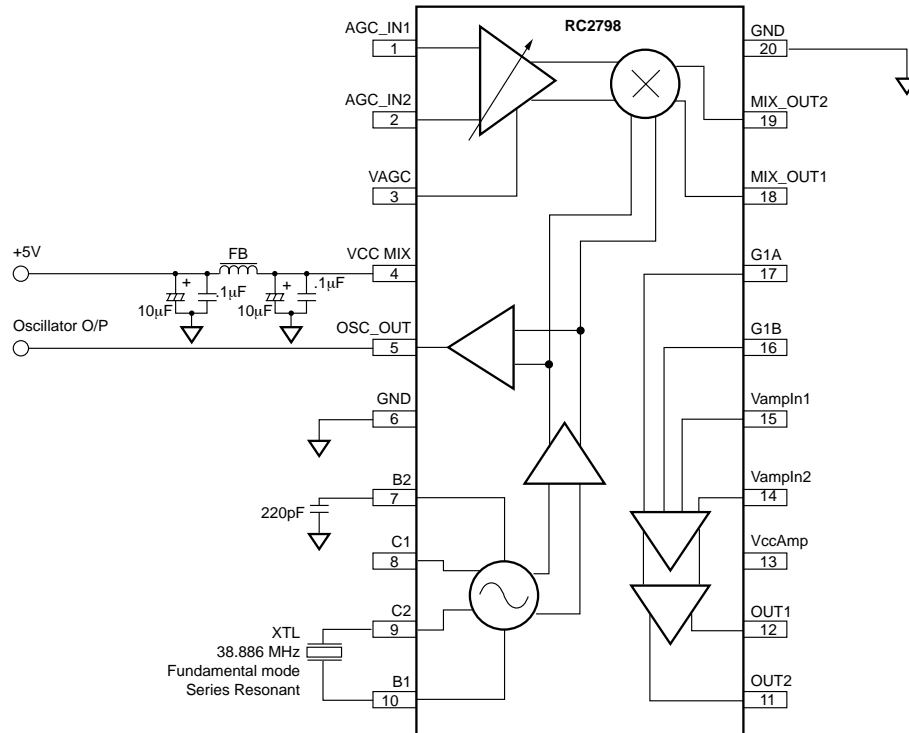 RC2798
AGC_IN1
1
AGC_IN2
2
VAGC
3
+5V
FB
VCC MIX
4
+
10µF
.1µF
+
10µF
.1µF
Oscillator O/P
OSC_OUT
5
GND
6
B2
7
220pF
C1
8
C2
9
XTL
38.886 MHz
Fundamental mode
Series Resonant
B1
10
GND
20
MIX_OUT2
19
MIX_OUT1
18
G1A
17
G1B
16
VampIn1
15
VampIn2
14
VccAmp
13
OUT1
12
OUT2
11